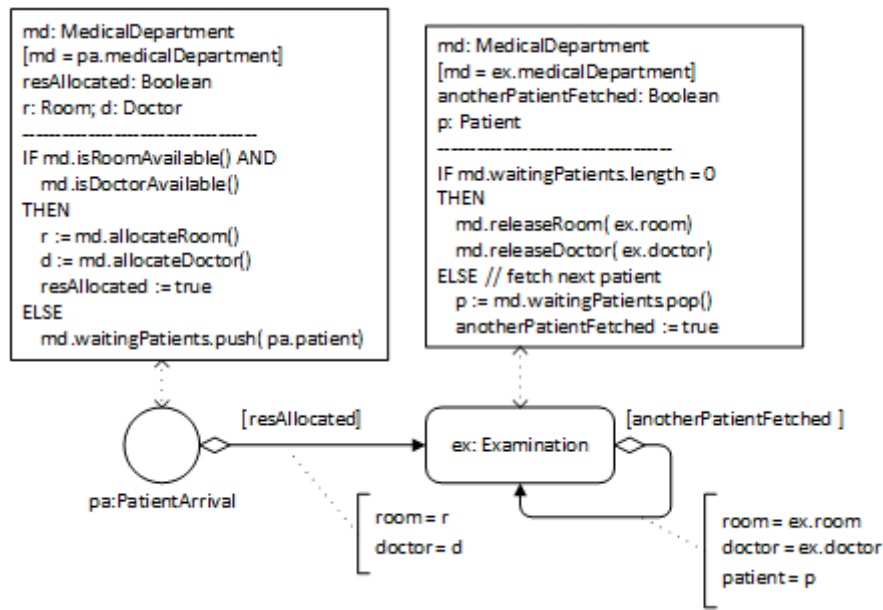 md: MedicalDepartment
[md = pa.medicalDepartment]
resAllocated: Boolean
r: Room; d: Doctor
------------------------------------
IF md.isRoomAvailable() AND
md.isDoctorAvailable()
THEN
r := md.allocateRoom()
d := md.allocateDoctor()
resAllocated := true
ELSE
md.waitingPatients.push( pa.patient)
md: MedicalDepartment
[md = ex.medicalDepartment]
anotherPatientFetched: Boolean
p: Patient
------------------------------------
IF md.waitingPatients.length = 0
THEN
md.releaseRoom( ex.room)
md.releaseDoctor( ex.doctor)
ELSE // fetch next patient
p := md.waitingPatients.pop()
anotherPatientFetched := true
[resAllocated]
[anotherPatientFetched ]
ex: Examination
pa:PatientArrival
room = r
doctor = d
room = ex.room
doctor = ex.doctor
patient = p